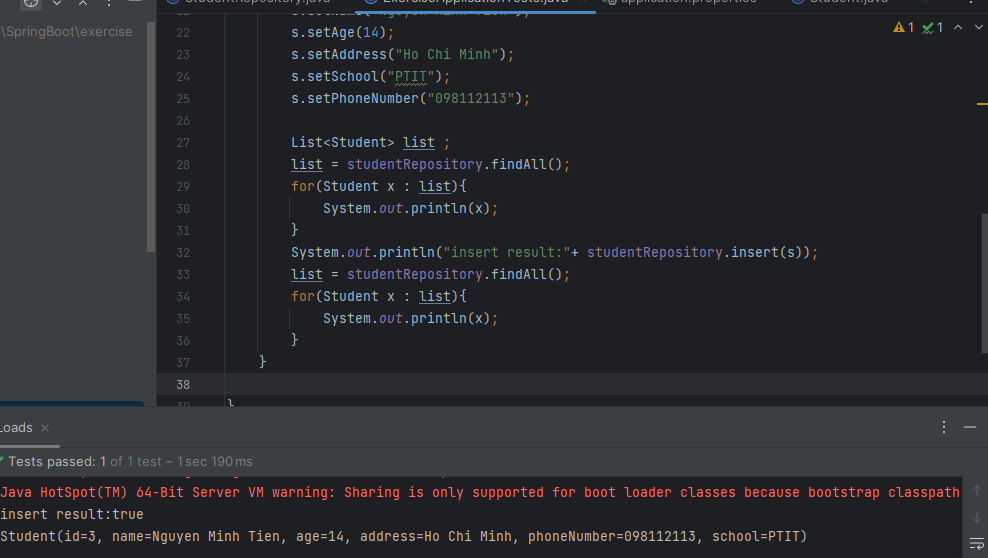 \SpringBoot\exercise
StudentRepository.java
ExerciseApplicationTests.java
application.properties
Student.java
22 s.setAge(14);
23 s.setAddress("Ho Chi Minh");
24 s.setSchool("PTIT");
25 s.setPhoneNumber("098112113");
26
27 List<Student> list ;
28 list = studentRepository.findAll();
29 for(Student x : list){
30 System.out.println(x);
31 }
32 System.out.println("insert result:"+ studentRepository.insert(s));
33 list = studentRepository.findAll();
34 for(Student x : list){
35 System.out.println(x);
36 }
37 }
38
39 }
1 1
Loads
Tests passed: 1 of 1 test – 1 sec 190 ms
Java HotSpot(TM) 64-Bit Server VM warning: Sharing is only supported for boot loader classes because bootstrap classpath
insert result:true
Student(id=3, name=Nguyen Minh Tien, age=14, address=Ho Chi Minh, phoneNumber=098112113, school=PTIT)